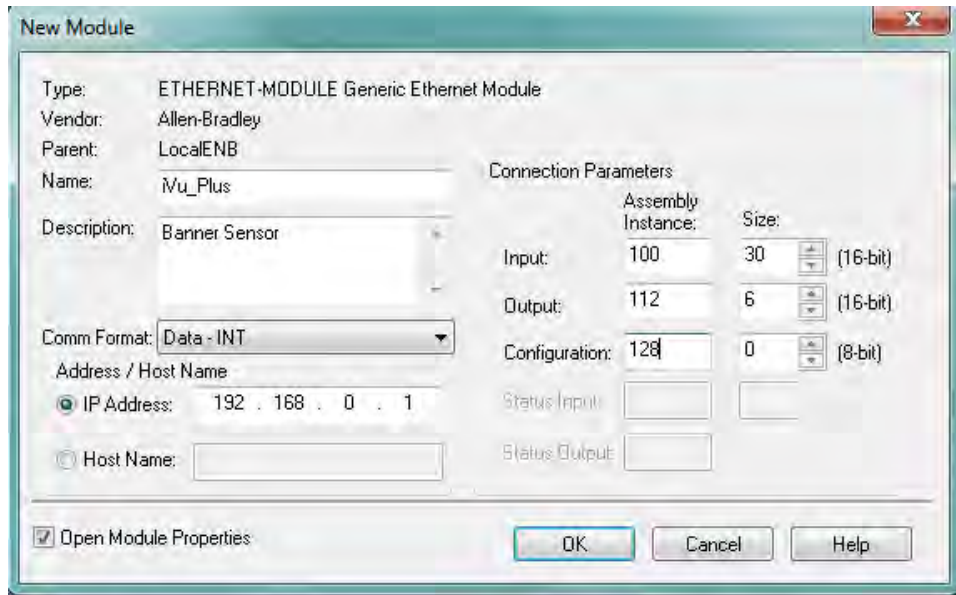 New Module
Type: ETHERNET-MODULE Generic Ethernet Module
Vendor: Allen-Bradley
Parent: LocalENB
Name: iVu_Plus
Description: Banner Sensor
Comm Format: Data - INT
Address / Host Name
IP Address: 192 . 168 . 0 . 1
Host Name:
Connection Parameters
Assembly Instance: Size:
Input: 100 30 (16-bit)
Output: 112 6 (16-bit)
Configuration: 128 0 (8-bit)
Status Input:
Status Output:
Open Module Properties
OK Cancel Help